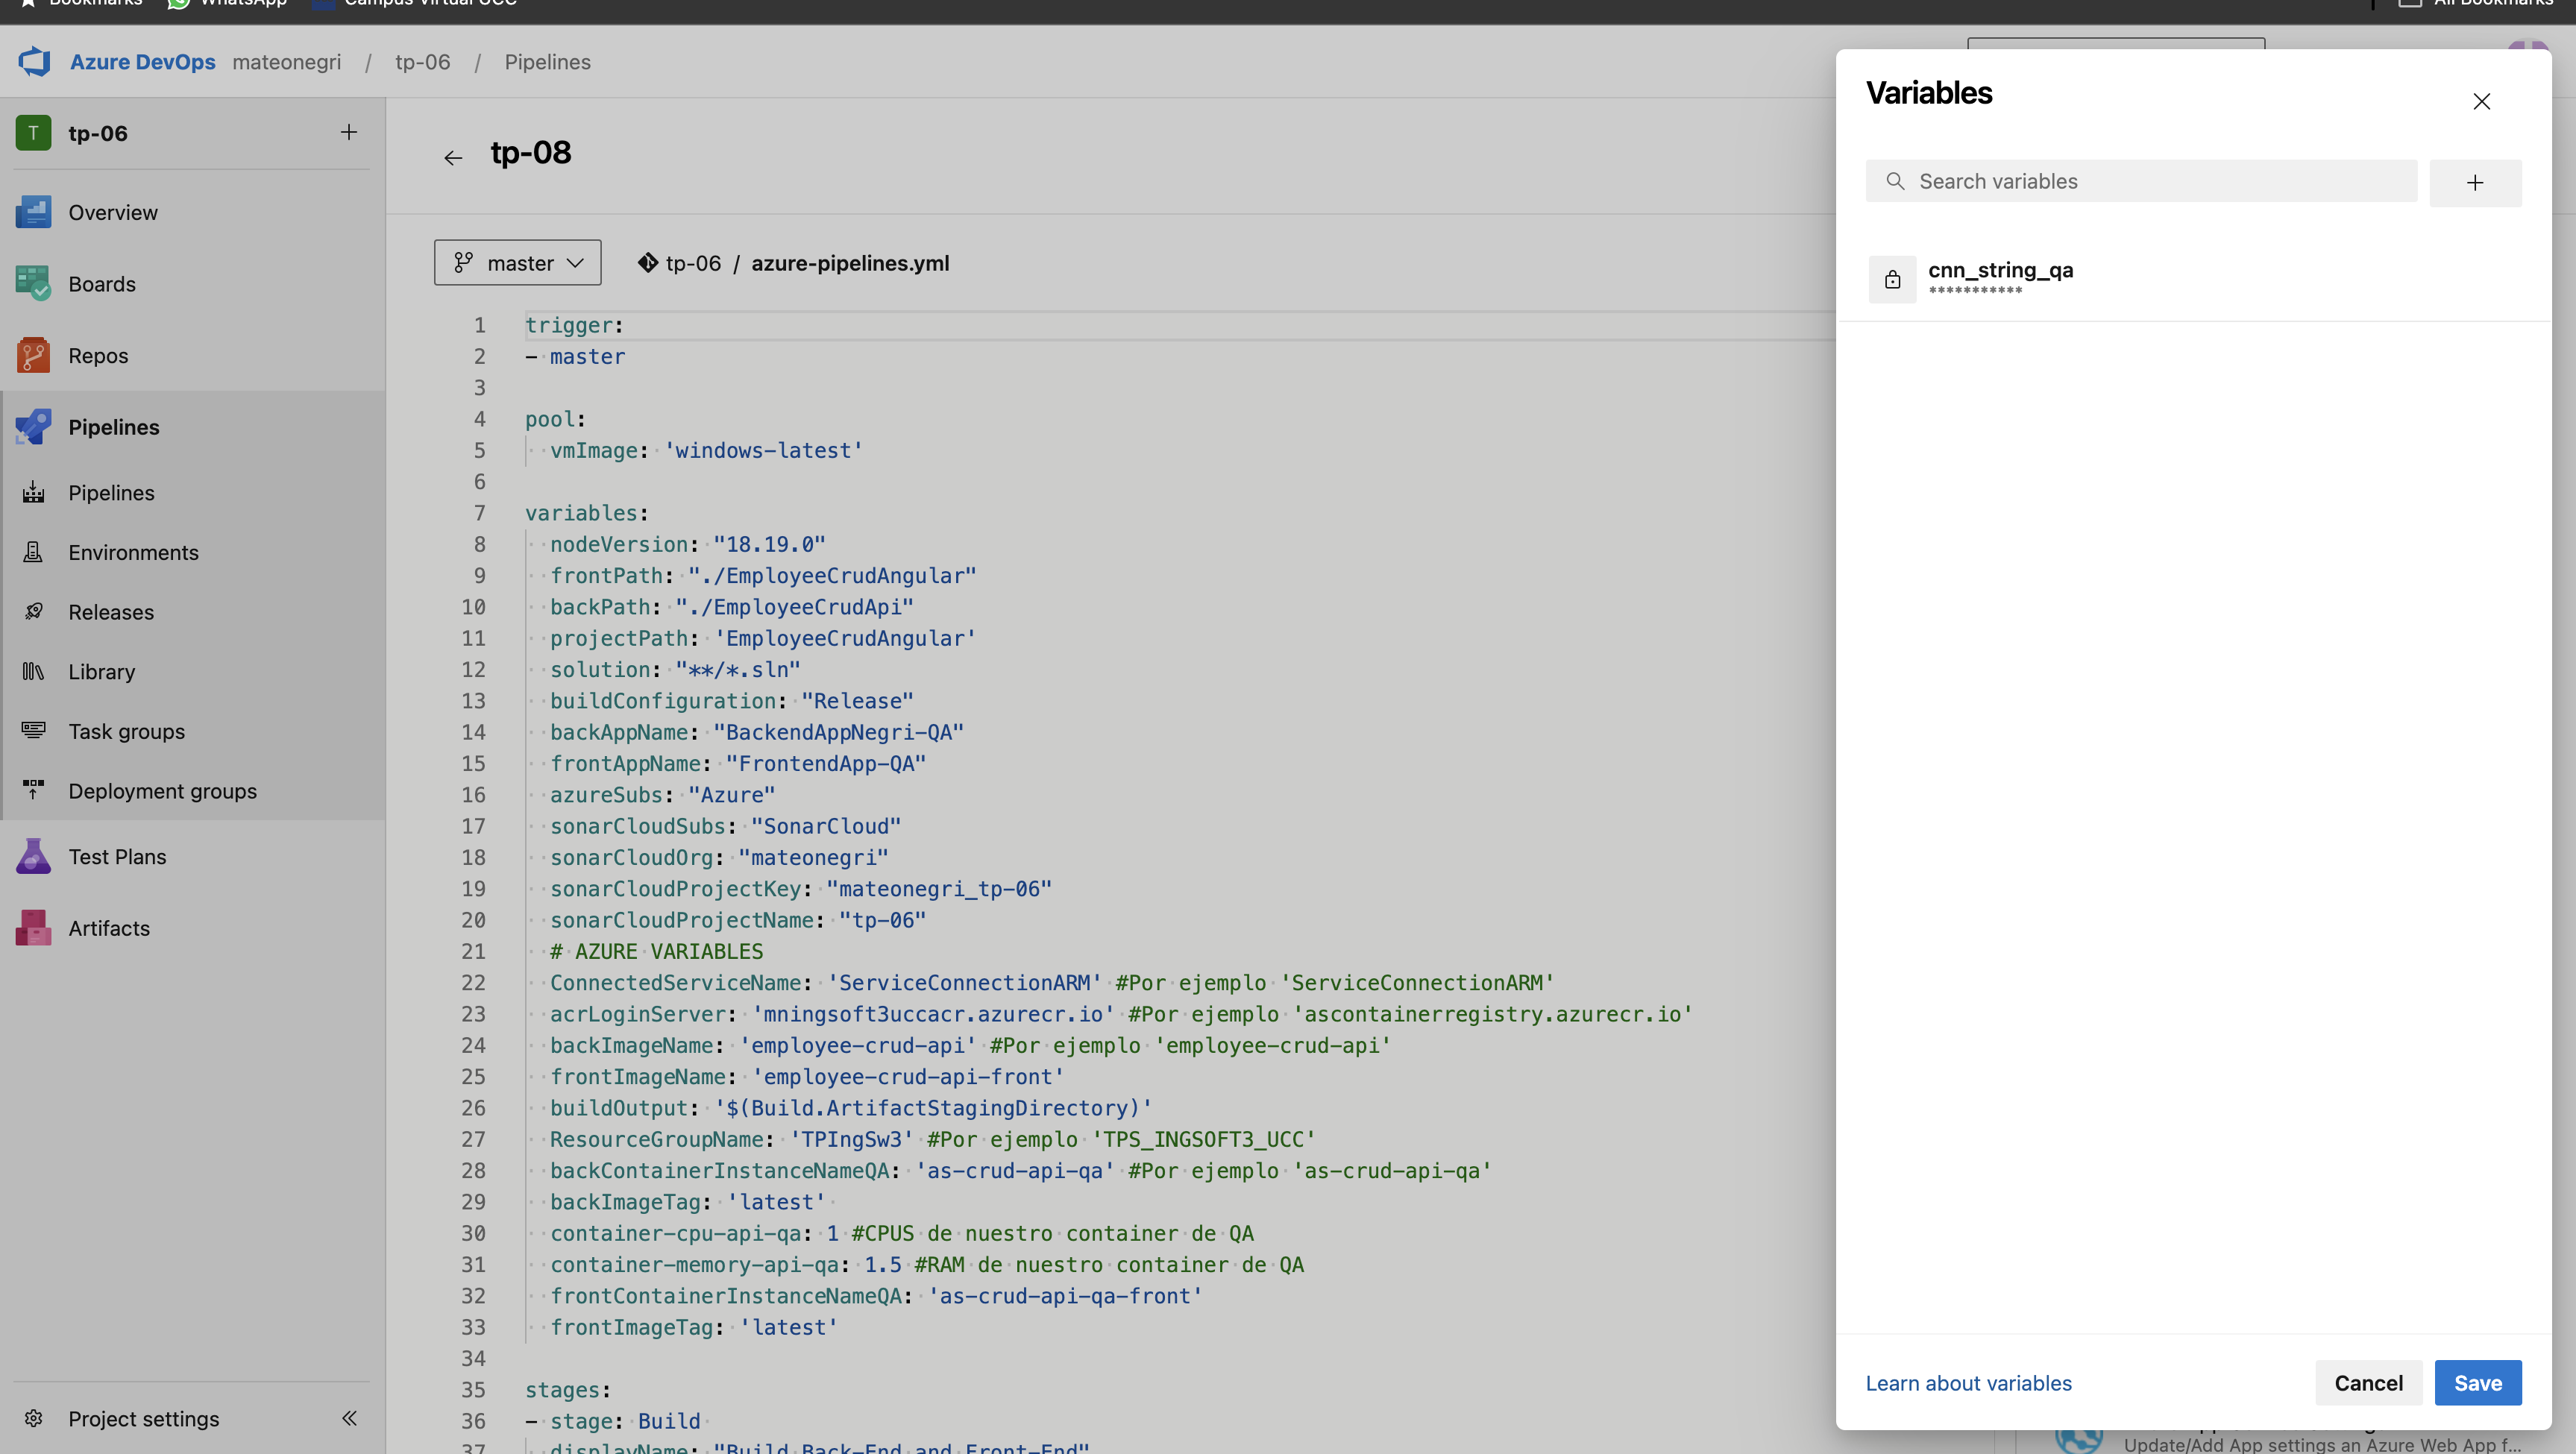 Bookmarks WhatsApp Campus Virtual UCC All Bookmarks
Azure DevOps mateonegri / tp-06 / Pipelines
T tp-06
Overview
Boards
Repos
Pipelines
Pipelines
Environments
Releases
Library
Task groups
Deployment groups
Test Plans
Artifacts
Project settings
tp-08
master tp-06 / azure-pipelines.yml
1 trigger:
2 - master
3
4 pool:
5 vmImage: 'windows-latest'
6
7 variables:
8 nodeVersion: "18.19.0"
9 frontPath: "./EmployeeCrudAngular"
10 backPath: "./EmployeeCrudApi"
11 projectPath: 'EmployeeCrudAngular'
12 solution: "**/*.sln"
13 buildConfiguration: "Release"
14 backAppName: "BackendAppNegri-QA"
15 frontAppName: "FrontendApp-QA"
16 azureSubs: "Azure"
17 sonarCloudSubs: "SonarCloud"
18 sonarCloudOrg: "mateonegri"
19 sonarCloudProjectKey: "mateonegri_tp-06"
20 sonarCloudProjectName: "tp-06"
21 # AZURE VARIABLES
22 ConnectedServiceName: 'ServiceConnectionARM' #Por ejemplo 'ServiceConnectionARM'
23 acrLoginServer: 'mningsoft3uccacr.azurecr.io' #Por ejemplo 'ascontainerregistry.azurecr.io'
24 backImageName: 'employee-crud-api' #Por ejemplo 'employee-crud-api'
25 frontImageName: 'employee-crud-api-front'
26 buildOutput: '$(Build.ArtifactStagingDirectory)'
27 ResourceGroupName: 'TPIngSw3' #Por ejemplo 'TPS_INGSOFT3_UCC'
28 backContainerInstanceNameQA: 'as-crud-api-qa' #Por ejemplo 'as-crud-api-qa'
29 backImageTag: 'latest'
30 container-cpu-api-qa: 1 #CPUS de nuestro container de QA
31 container-memory-api-qa: 1.5 #RAM de nuestro container de QA
32 frontContainerInstanceNameQA: 'as-crud-api-qa-front'
33 frontImageTag: 'latest'
34
35 stages:
36 - stage: Build
37 displayName: "Build Back-End and Front-End"
Variables
Search variables
cnn_string_qa
***********
Learn about variables
Cancel
Save
Update/Add App settings an Azure Web App f...